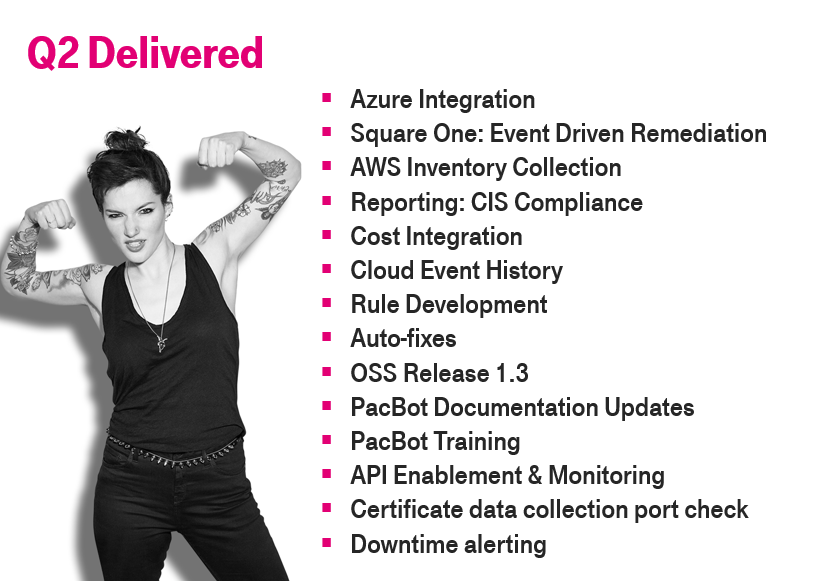 Q2 Delivered
Azure Integration
Square One: Event Driven Remediation
AWS Inventory Collection
Reporting: CIS Compliance
Cost Integration
Cloud Event History
Rule Development
Auto-fixes
OSS Release 1.3
PacBot Documentation Updates
PacBot Training
API Enablement & Monitoring
Certificate data collection port check
Downtime alerting